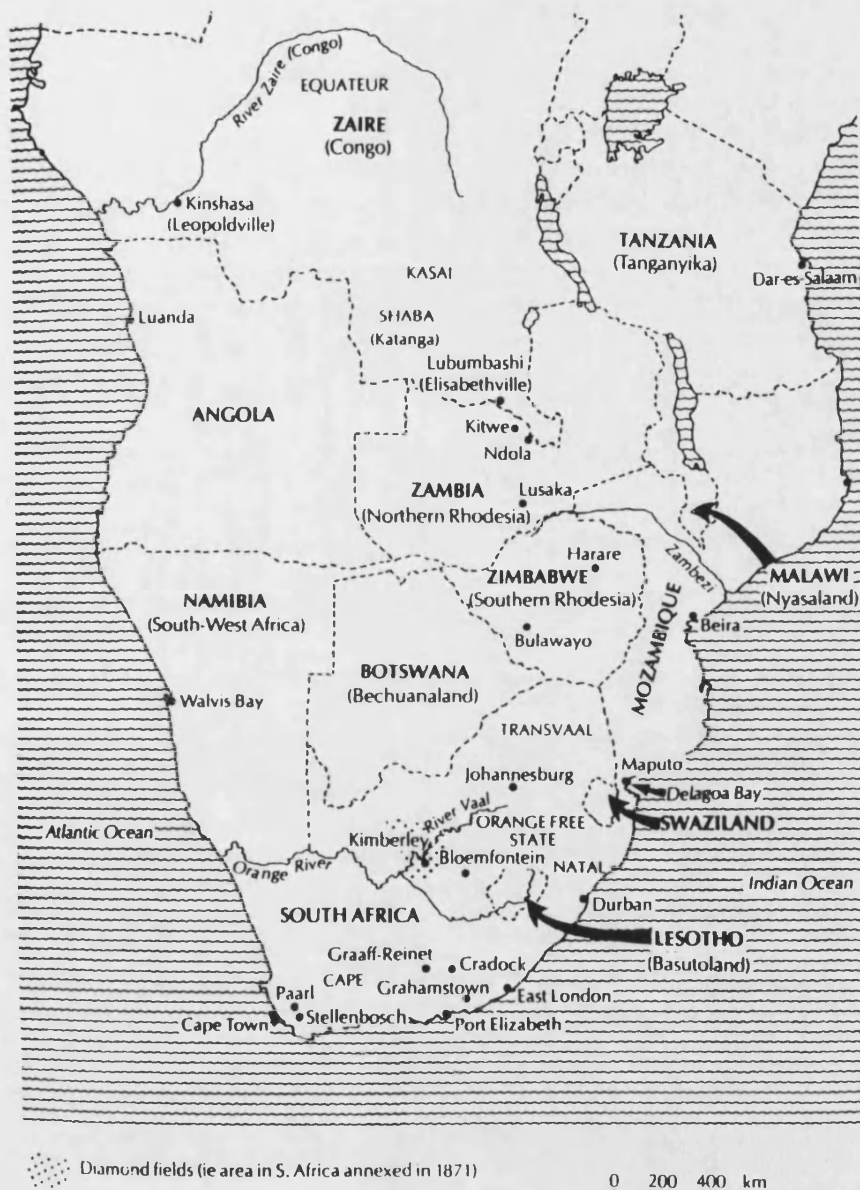 River Zaire (Congo)
EQUATEUR
ZAIRE
(Congo)
Kinshasa
(Leopoldville)
TANZANIA
(Tanganyika)
Dar-es-Salaam
KASAI
Luanda
SHABA
(Katanga)
Lubumbashi
(Elisabethville)
ANGOLA
Kitwe
Ndola
ZAMBIA
Lusaka
(Northern Rhodesia)
Harare
Zambezi
MALAWI
(Nyasaland)
ZIMBABWE
(Southern Rhodesia)
NAMIBIA
(South-West Africa)
Beira
Bulawayo
MOZAMBIQUE
BOTSWANA
(Bechuanaland)
Walvis Bay
TRANSVAAL
Maputo
Johannesburg
Delagoa Bay
River Vaal
ORANGE FREE
STATE
SWAZILAND
Atlantic Ocean
Kimberley
Bloemfontein
Orange River
NATAL
Indian Ocean
Durban
SOUTH AFRICA
LESOTHO
(Basutoland)
Graaff-Reinet
Cradock
CAPE
Grahamstown
East London
Paarl
Cape Town
Stellenbosch
Port Elizabeth
Diamond fields (ie area in S. Africa annexed in 1871)
0 200 400 km